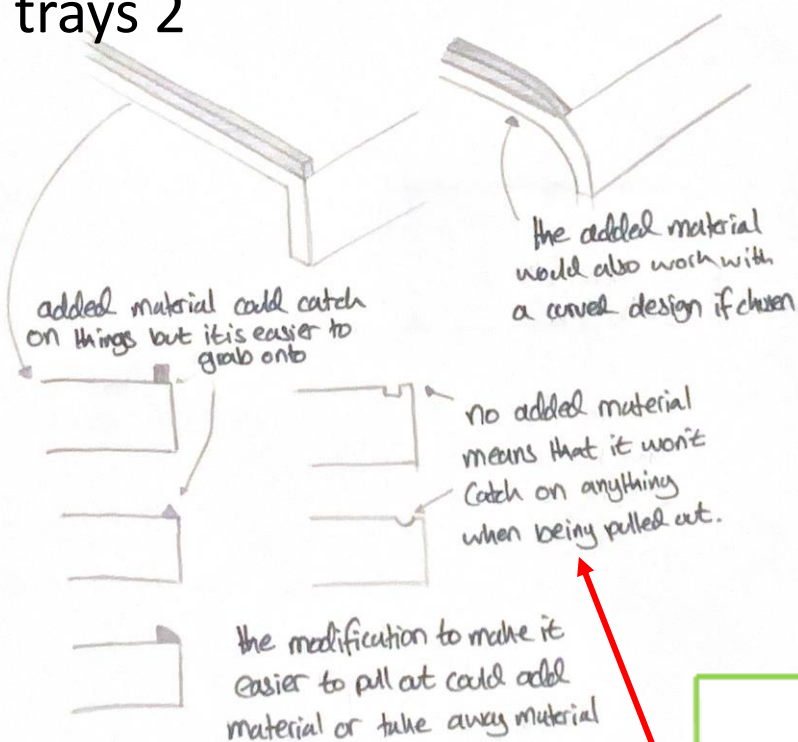 trays 2
the added material
would also work with
a curved design if chosen
added material could catch
on things but it is easier to
grab onto
no added material
means that it won't
catch on anything
when being pulled out.
the modification to make it
easier to pull out could add
material or take away material